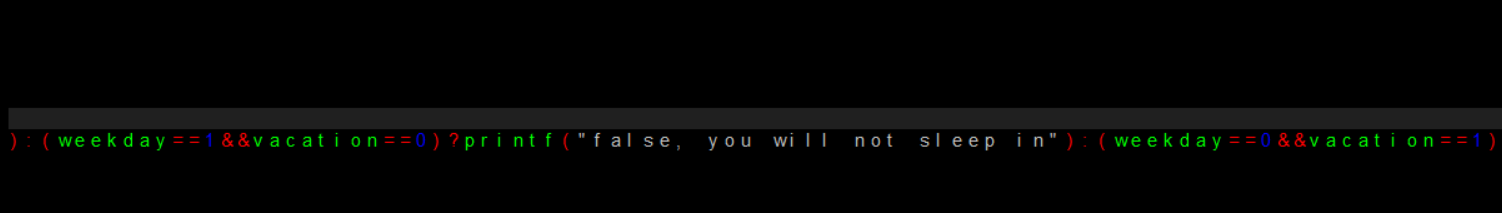 ):(weekday==1&&vacation==0)?printf("false, you will not sleep in"):(weekday==0&&vacation==1)